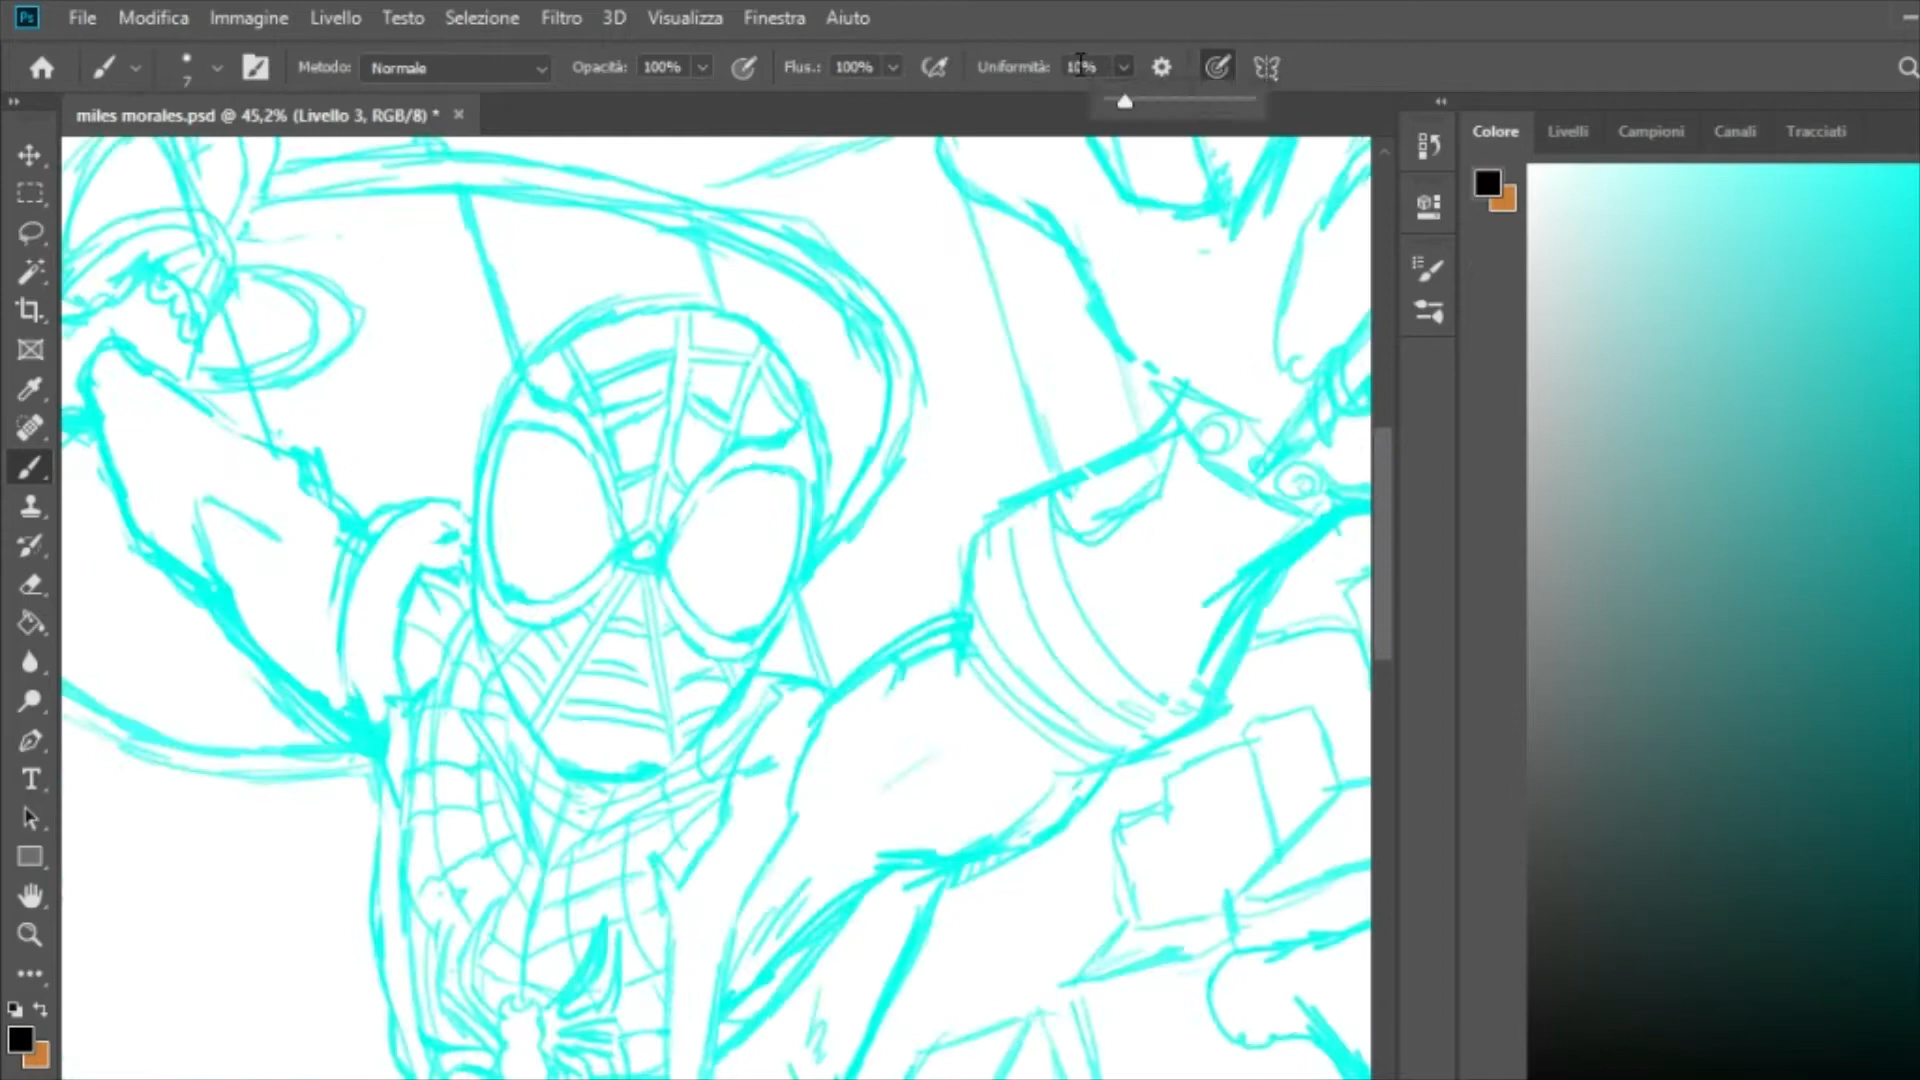 Ps File Modifica Immagine Livello Testo Selezione Filtro 3D Visualizza Finestra Aiuto
7 Metodo: Normale Opacità: 100% Flus.: 100% Uniformità: 10%
miles morales.psd @ 45,2% (Livello 3, RGB/8) *
Colore Livelli Campioni Canali Tracciati